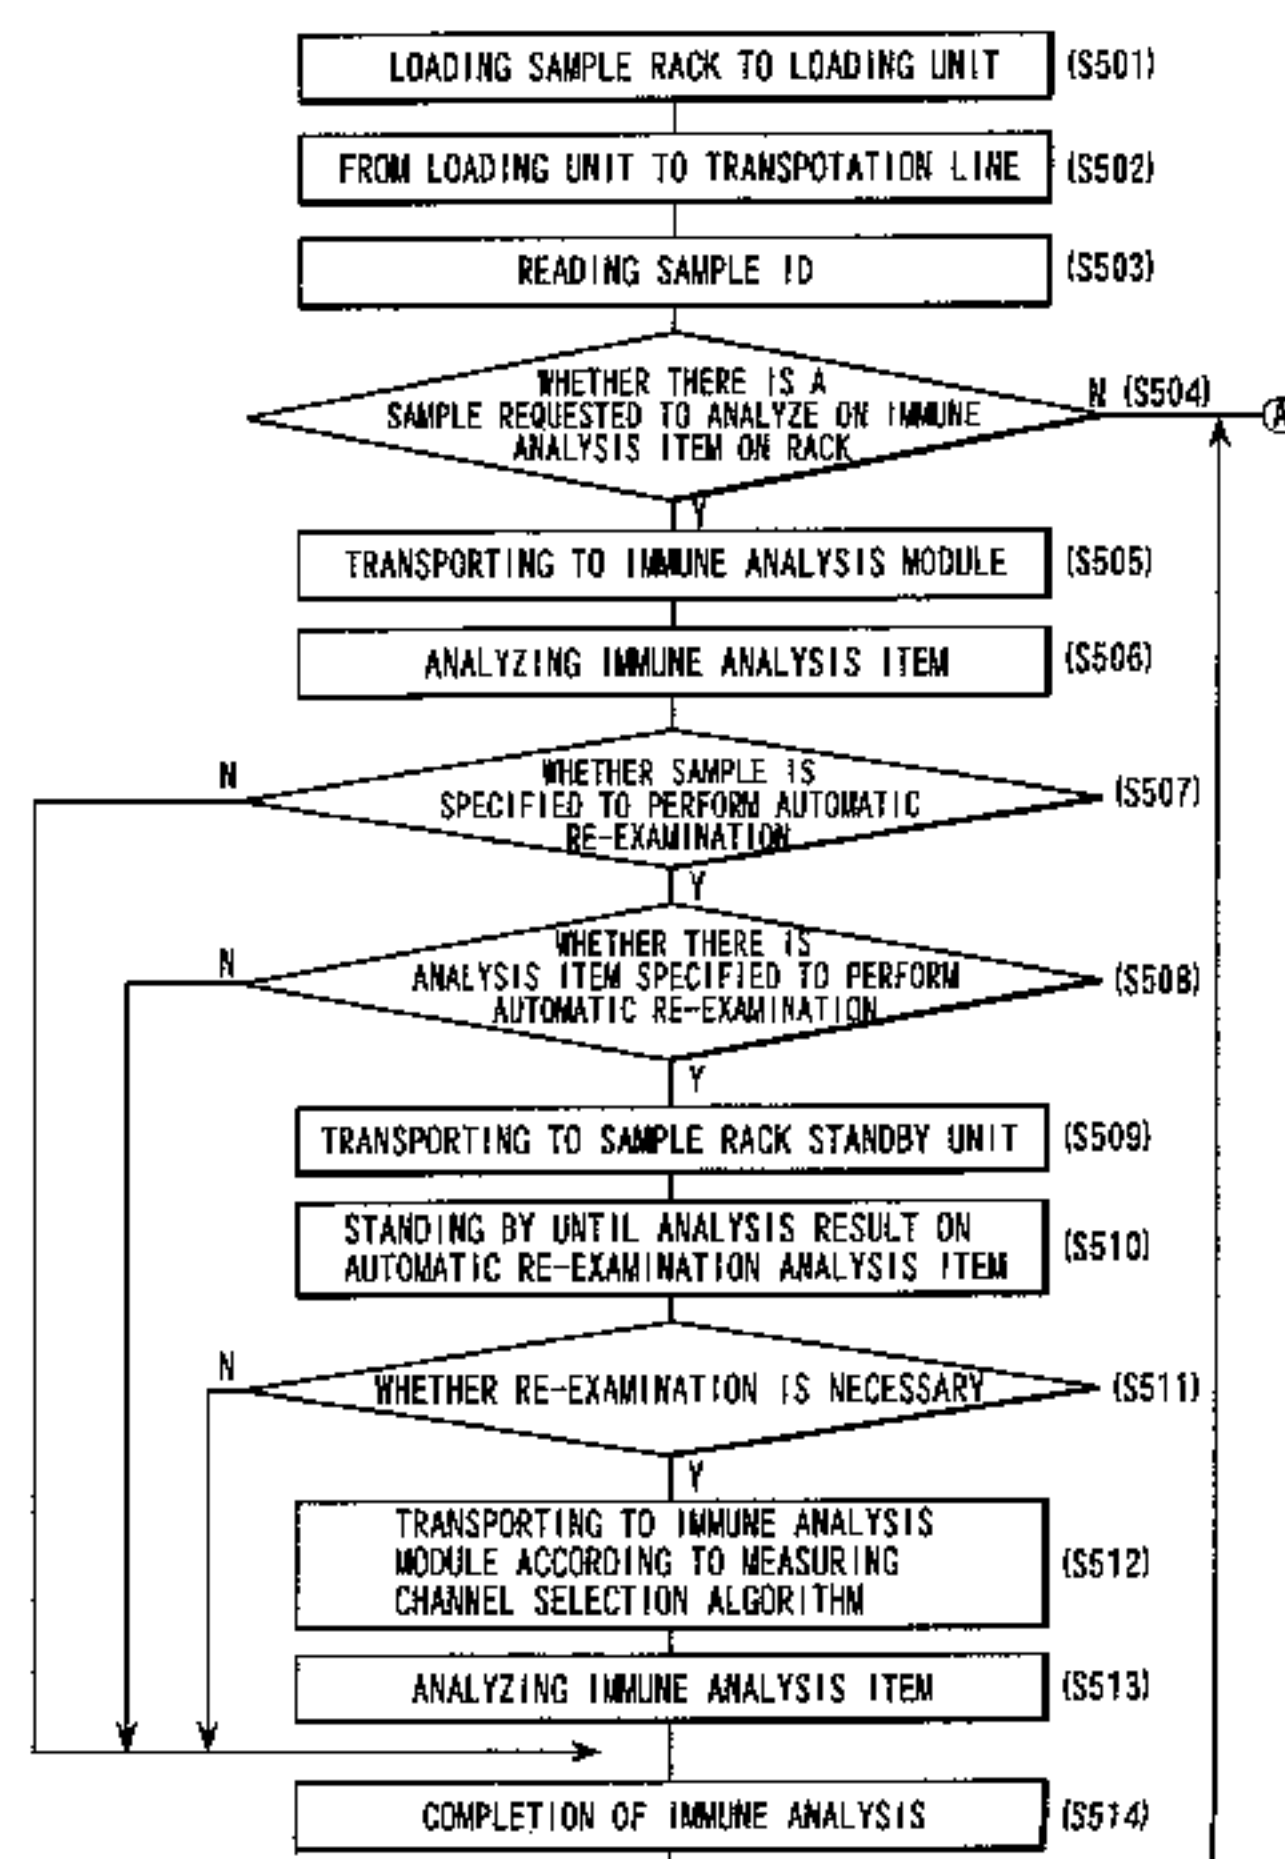 LOADING SAMPLE RACK TO LOADING UNIT (S501)
FROM LOADING UNIT TO TRANSPOTATION LINE (S502)
READING SAMPLE ID (S503)
WHETHER THERE IS A
N (S504)
SAMPLE REQUESTED TO ANALYZE ON IMMUNE
A
ANALYSIS ITEM ON RACK
Y
TRANSPORTING TO IMMUNE ANALYSIS MODULE (S505)
ANALYZING IMMUNE ANALYSIS ITEM (S506)
N
WHETHER SAMPLE IS
SPECIFIED TO PERFORM AUTOMATIC
RE-EXAMINATION
(S507)
Y
N
WHETHER THERE IS
ANALYSIS ITEM SPECIFIED TO PERFORM
AUTOMATIC RE-EXAMINATION
(S508)
Y
TRANSPORTING TO SAMPLE RACK STANDBY UNIT (S509)
STANDING BY UNTIL ANALYSIS RESULT ON
AUTOMATIC RE-EXAMINATION ANALYSIS ITEM
(S510)
N
WHETHER RE-EXAMINATION IS NECESSARY (S511)
Y
TRANSPORTING TO IMMUNE ANALYSIS
MODULE ACCORDING TO MEASURING
CHANNEL SELECTION ALGORITHM
(S512)
ANALYZING IMMUNE ANALYSIS ITEM (S513)
COMPLETION OF IMMUNE ANALYSIS (S514)